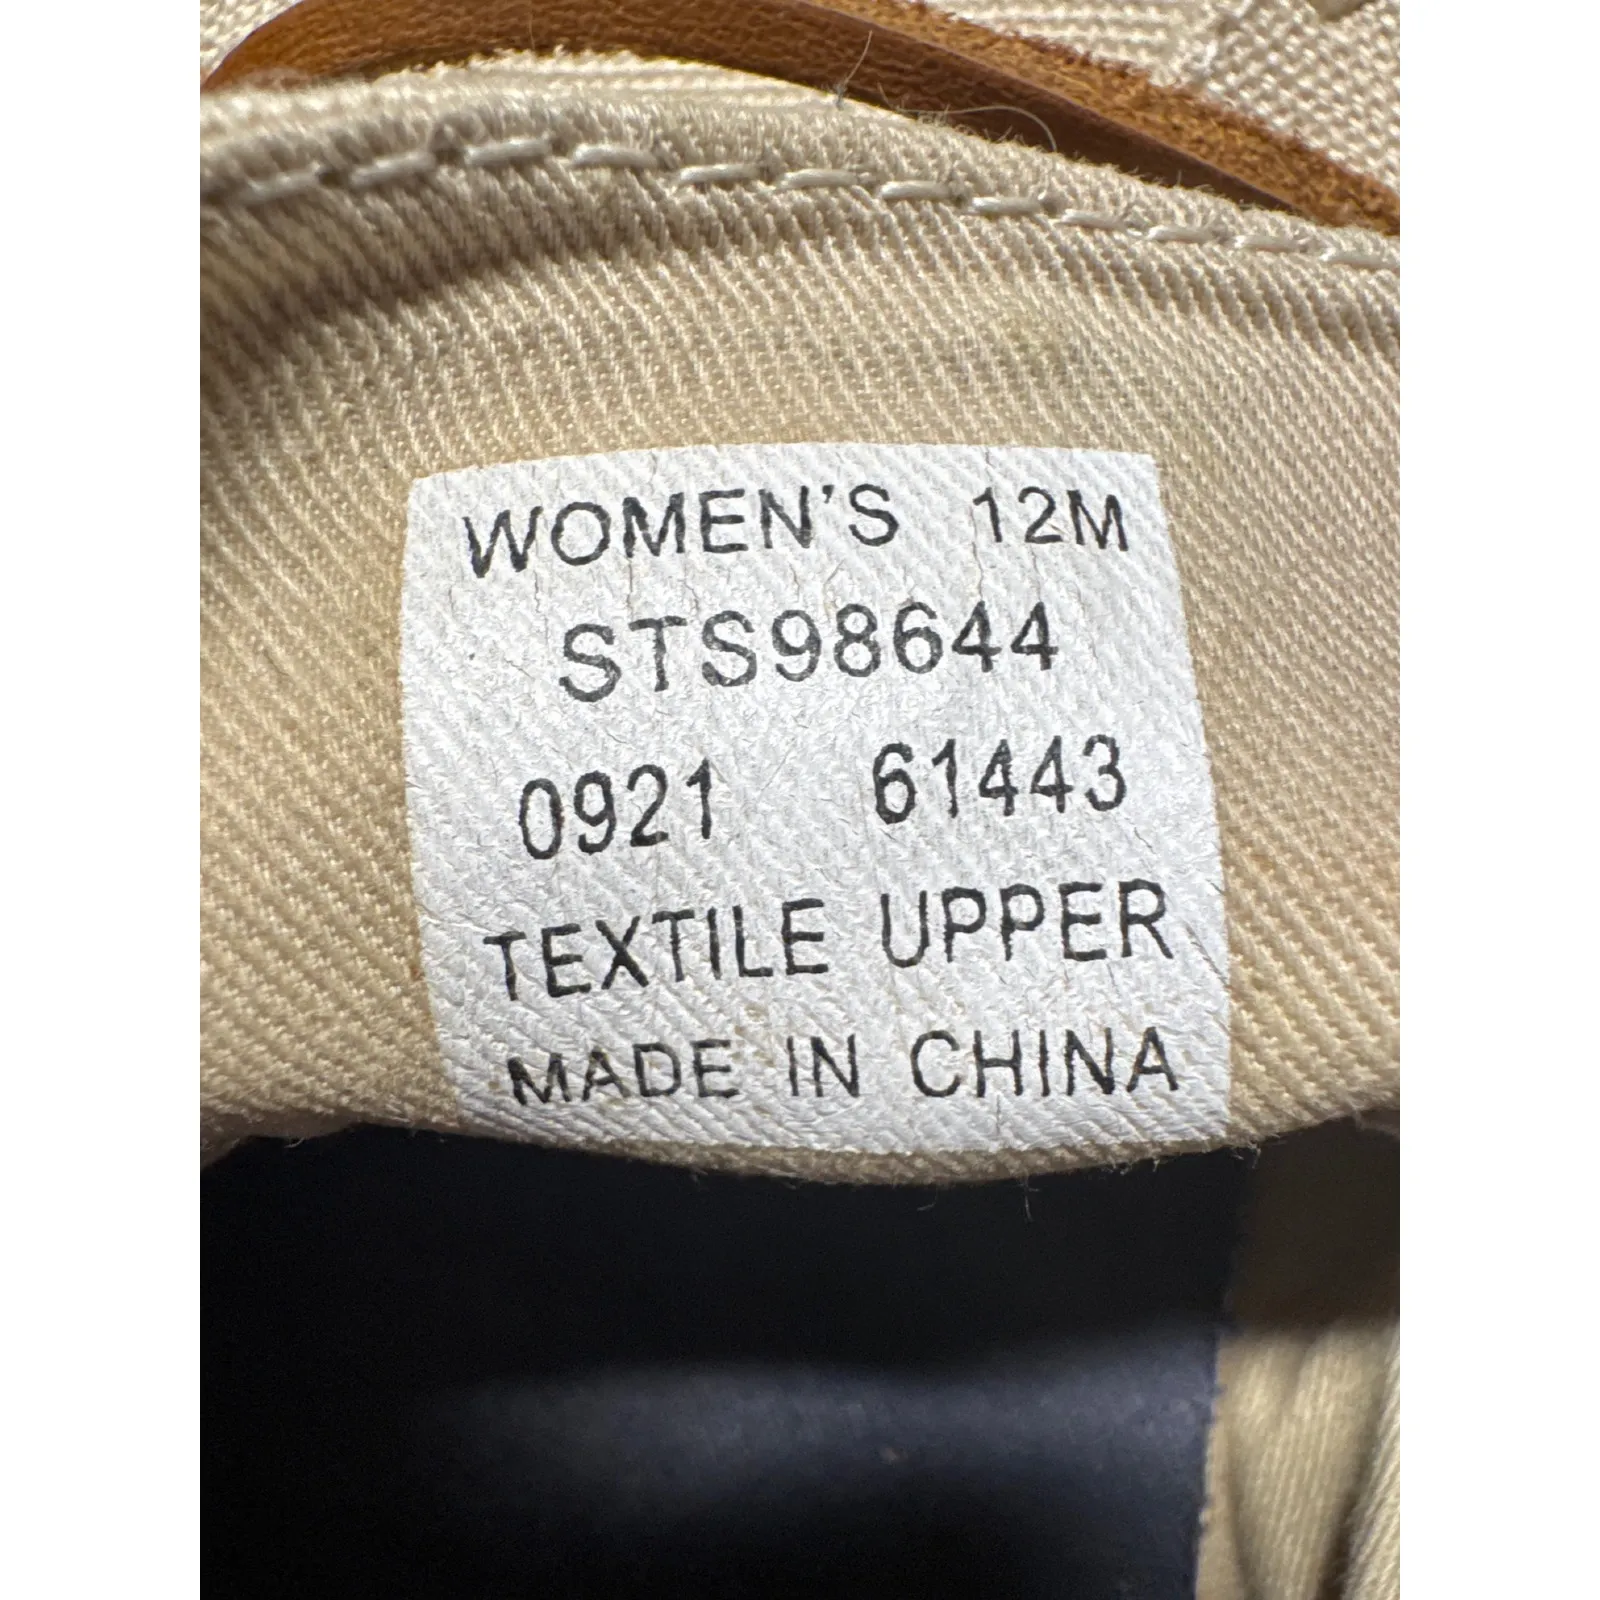 WOMEN'S 12M
STS98644
0921 61443
TEXTILE UPPER
MADE IN CHINA